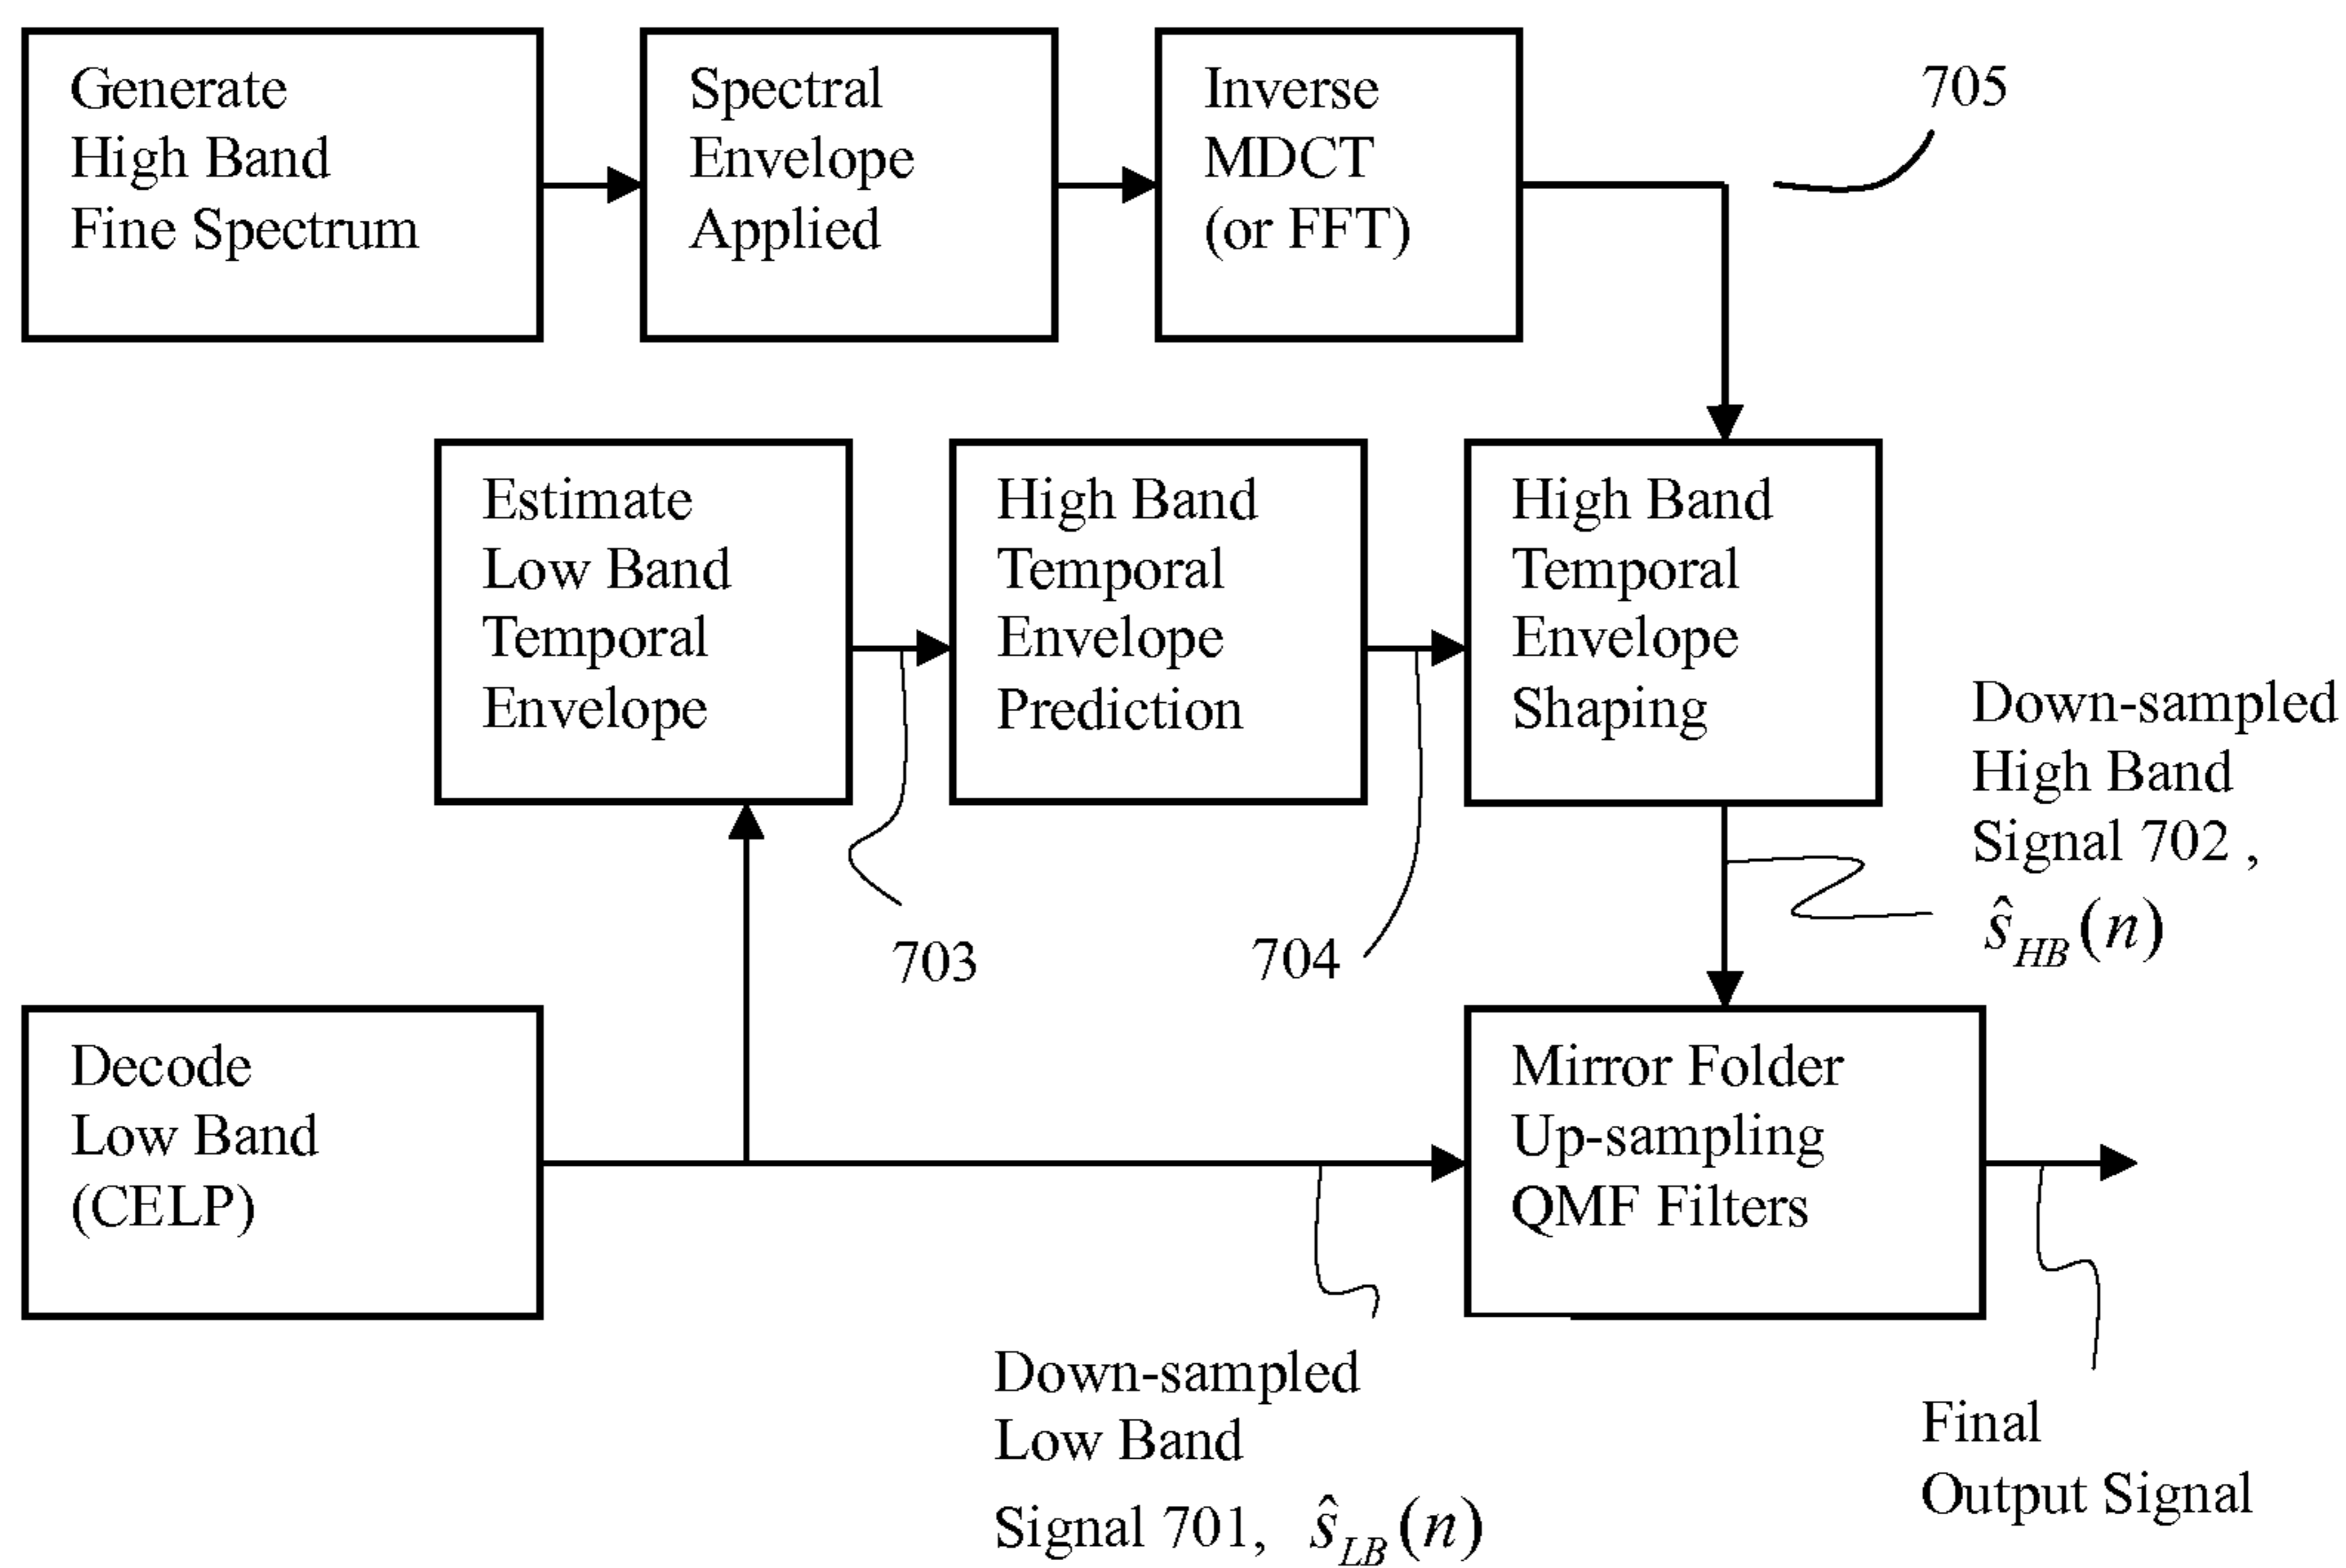 Generate
High Band
Fine Spectrum
Spectral
Envelope
Applied
Inverse
MDCT
(or FFT)
705
Estimate
Low Band
Temporal
Envelope
High Band
Temporal
Envelope
Prediction
High Band
Temporal
Envelope
Shaping
Down-sampled
High Band
Signal 702 ,
ŝ_HB(n)
703
704
Decode
Low Band
(CELP)
Mirror Folder
Up-sampling
QMF Filters
Down-sampled
Low Band
Signal 701, ŝ_LB(n)
Final
Output Signal